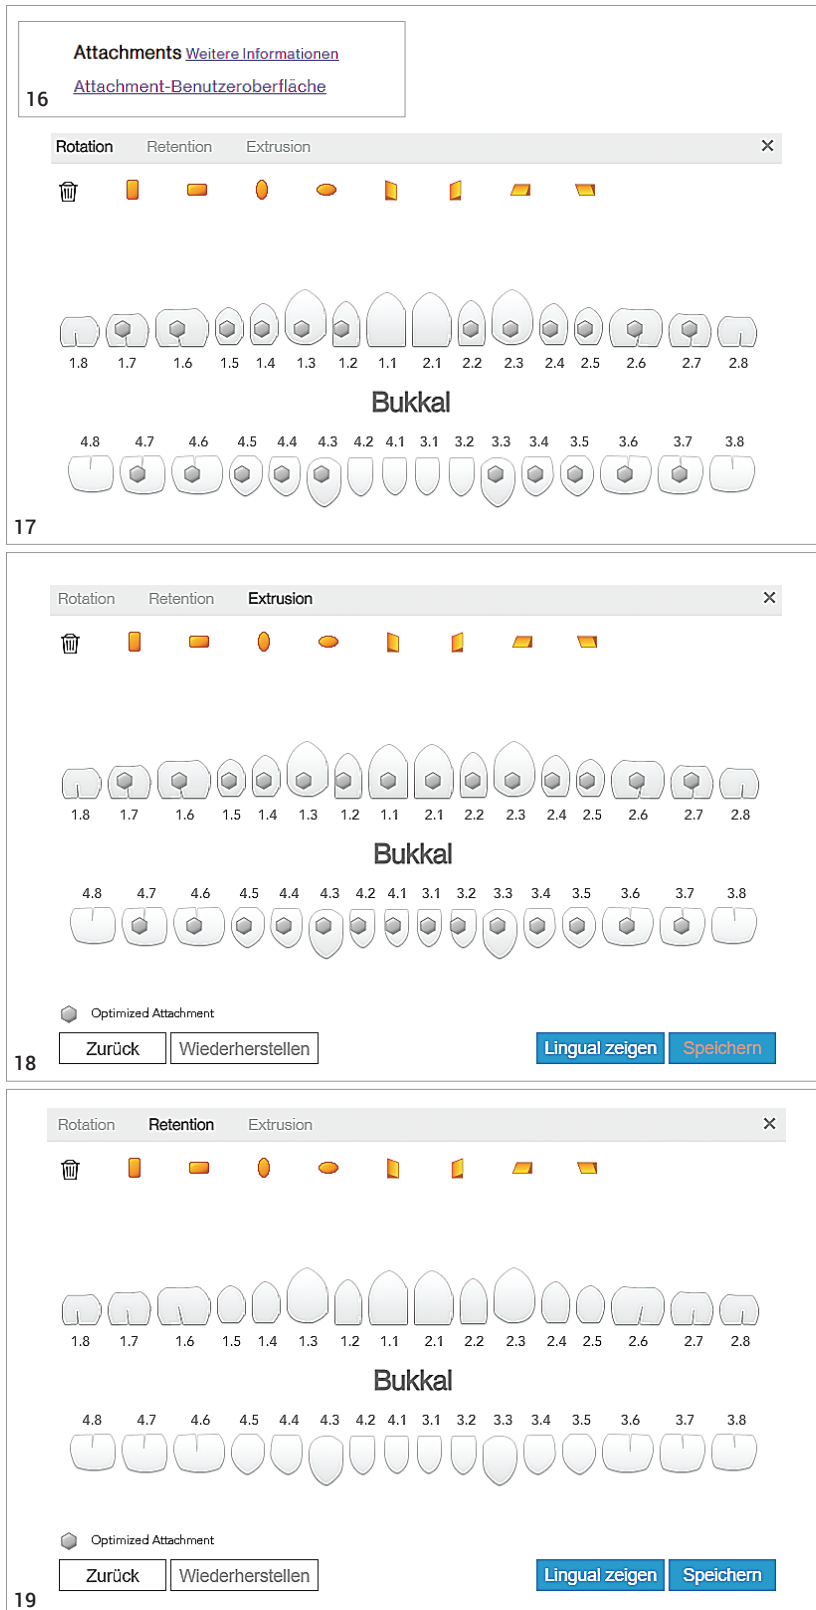 Attachments Weitere Informationen
Attachment-Benutzeroberfläche
16
Rotation Retention Extrusion ×
1.8 1.7 1.6 1.5 1.4 1.3 1.2 1.1 2.1 2.2 2.3 2.4 2.5 2.6 2.7 2.8
Bukkal
4.8 4.7 4.6 4.5 4.4 4.3 4.2 4.1 3.1 3.2 3.3 3.4 3.5 3.6 3.7 3.8
17
Rotation Retention Extrusion ×
1.8 1.7 1.6 1.5 1.4 1.3 1.2 1.1 2.1 2.2 2.3 2.4 2.5 2.6 2.7 2.8
Bukkal
4.8 4.7 4.6 4.5 4.4 4.3 4.2 4.1 3.1 3.2 3.3 3.4 3.5 3.6 3.7 3.8
Optimized Attachment
Zurück Wiederherstellen Lingual zeigen Speichern
18
Rotation Retention Extrusion ×
1.8 1.7 1.6 1.5 1.4 1.3 1.2 1.1 2.1 2.2 2.3 2.4 2.5 2.6 2.7 2.8
Bukkal
4.8 4.7 4.6 4.5 4.4 4.3 4.2 4.1 3.1 3.2 3.3 3.4 3.5 3.6 3.7 3.8
Optimized Attachment
Zurück Wiederherstellen Lingual zeigen Speichern
19